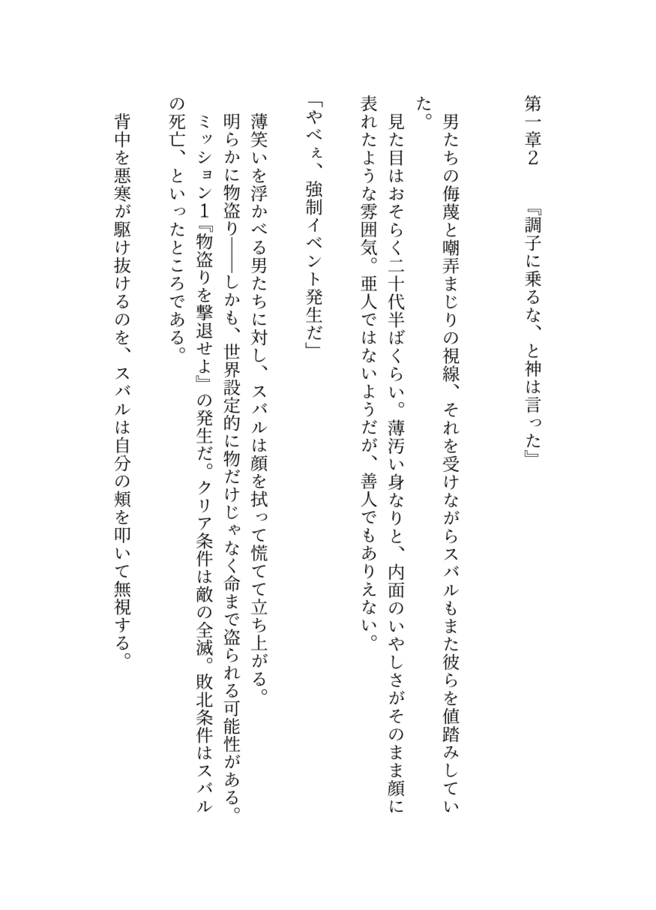 第一章２　　『調子に乗るな、と神は言った』
　男たちの侮蔑と嘲弄まじりの視線、それを受けながらスバルもまた彼らを値踏みしてい
た。
　見た目はおそらく二十代半ばくらい。薄汚い身なりと、内面のいやしさがそのまま顔に
表れたような雰囲気。亜人ではないようだが、善人でもありえない。
「やべぇ、強制イベント発生だ」
　薄笑いを浮かべる男たちに対し、スバルは顔を拭って慌てて立ち上がる。
　明らかに物盗り――しかも、世界設定的に物だけじゃなく命まで盗られる可能性がある。
　ミッション１『物盗りを撃退せよ』の発生だ。クリア条件は敵の全滅。敗北条件はスバル
の死亡、といったところである。
　背中を悪寒が駆け抜けるのを、スバルは自分の頬を叩いて無視する。